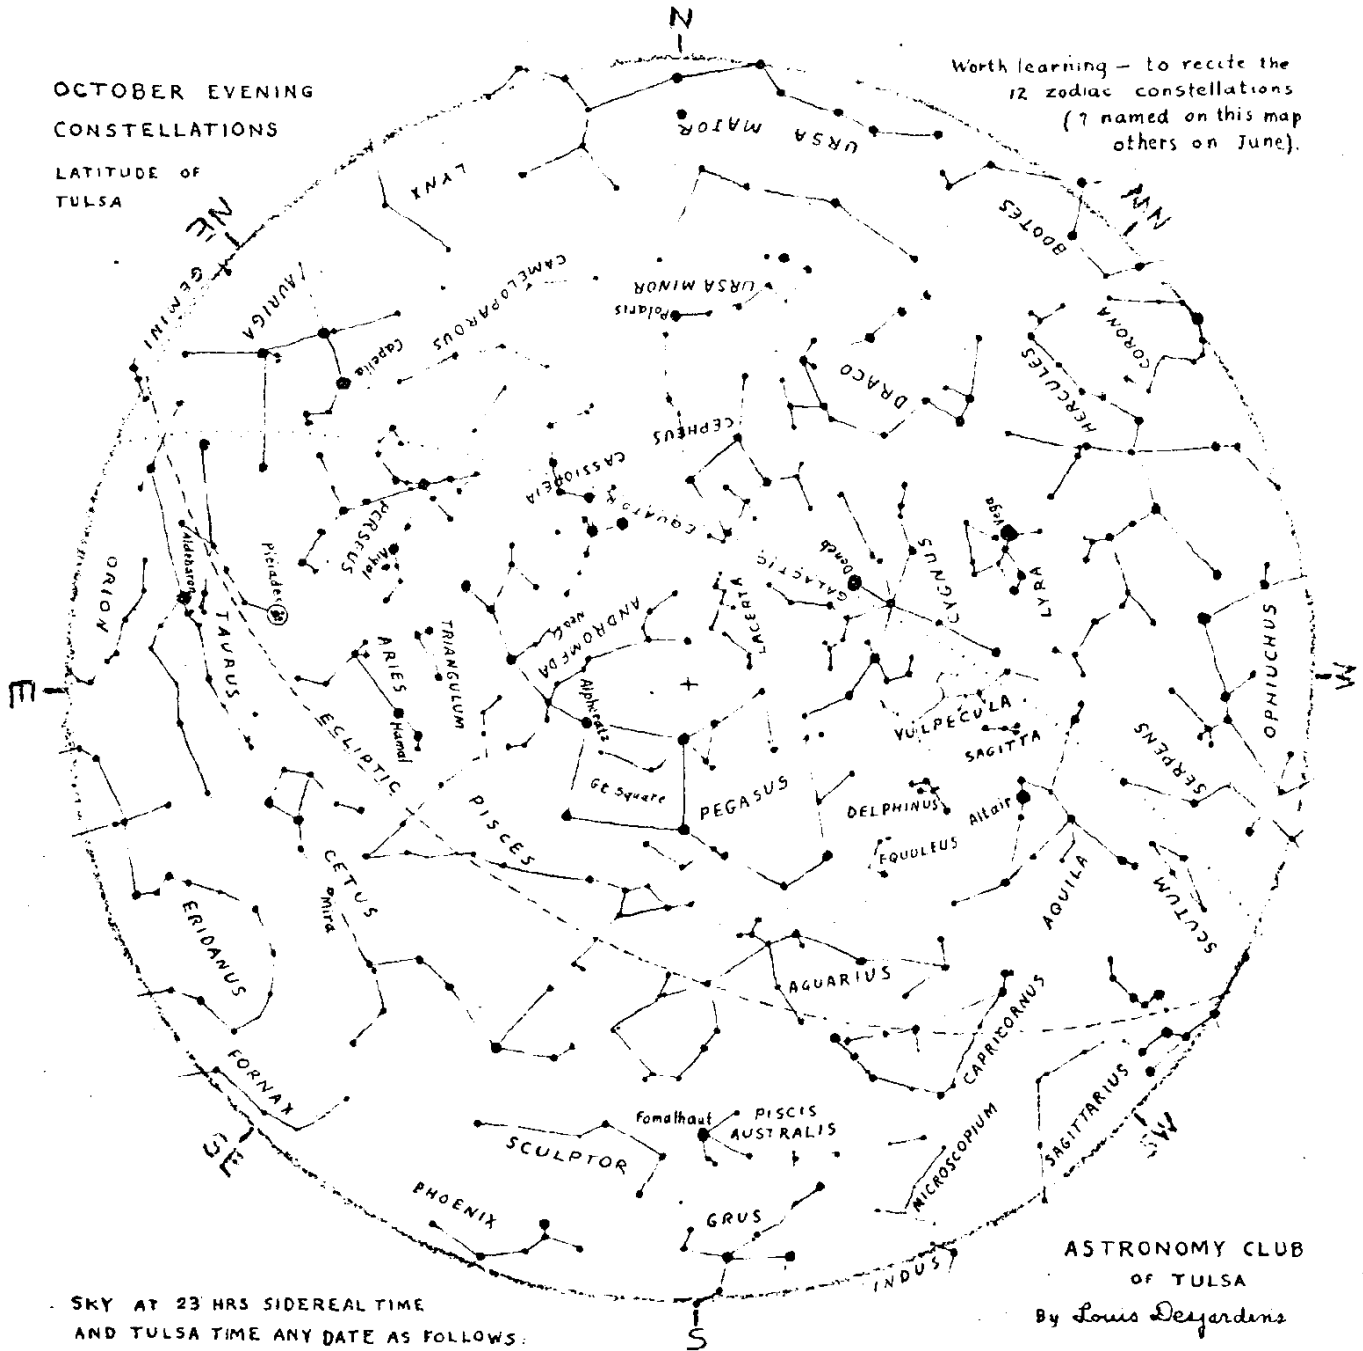 N
OCTOBER EVENING
CONSTELLATIONS
LATITUDE OF
TULSA
Worth learning — to recite the
12 zodiac constellations
(7 named on this map
others on June).
URSA MAJOR
LYNX
NE
NW
BOOTES
GEMINI
AURIGA
CAMELOPAROUS
URSA MINOR
Polaris
Capella
CORONA
HERCULES
DRACO
CEPHEUS
CASSIOPEIA
EQUATOR
GALACTIC
PERSEUS
Algol
Vega
Deneb
CYGNUS
LYRA
ORION
Aldebaran
Pleiades
TAURUS
LACERTA
ANDROMEDA
Neb.
OPHIUCHUS
ARIES
TRIANGULUM
Hamal
Alpheratz
E
W
ECLIPTIC
VULPECULA
SAGITTA
SERPENS
Gt Square
PEGASUS
DELPHINUS
Altair
PISCES
EQUULEUS
CETUS
Mira
AQUILA
SCUTUM
ERIDANUS
AQUARIUS
CAPRICORNUS
FORNAX
SAGITTARIUS
Fomalhaut
PISCIS
AUSTRALIS
SCULPTOR
MICROSCOPIUM
SE
SW
PHOENIX
GRUS
INDUS
ASTRONOMY CLUB
OF TULSA
By Louis Desjardins
SKY AT 23 HRS SIDEREAL TIME
AND TULSA TIME ANY DATE AS FOLLOWS:
S